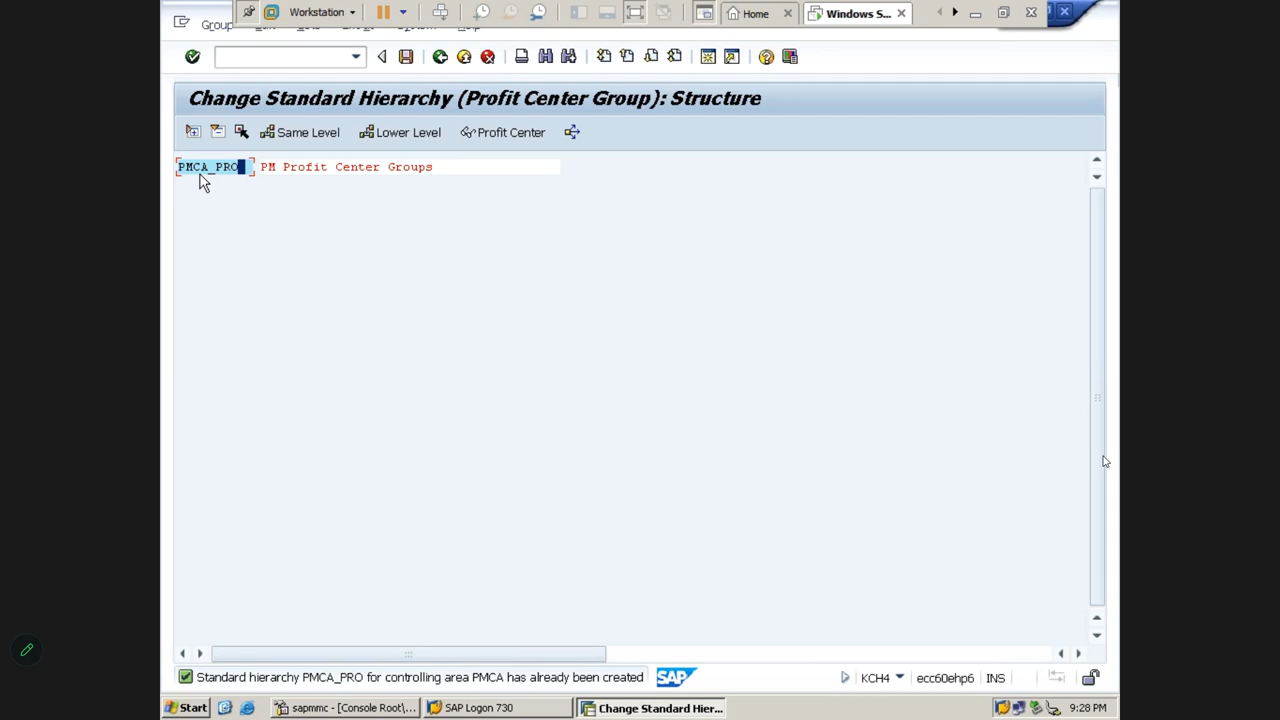 Workstation
Home
Windows S...
Group
Change Standard Hierarchy (Profit Center Group): Structure
Same Level
Lower Level
Profit Center
PMCA_PRO PM Profit Center Groups
Standard hierarchy PMCA_PRO for controlling area PMCA has already been created
SAP
KCH4
ecc60ehp6
INS
Start
sapmmc - [Console Root\...
SAP Logon 730
Change Standard Hier...
9:28 PM